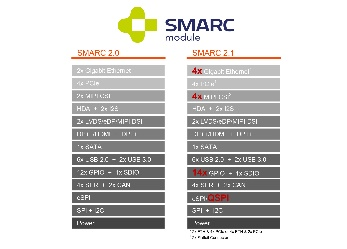 SMARC
module
SMARC 2.0
2x Gigabit Ethernet
4x PCIe
2x MIPI CSI
HDA + 2x I2S
2x LVDS/eDP/MIPI DSI
1x SATA
6x USB 2.0 + 2x USB 3.0
12x GPIO + 1x SDIO
4x SER + 2x CAN
eSPI
SPI + I2C
Power
SMARC 2.1
4x Gigabit Ethernet
4x PCIe¹
4x MIPI CSI²
HDA + 2x I2S
2x LVDS/eDP/MIPI DSI
1x SATA
6x USB 2.0 + 2x USB 3.0
14x GPIO + 1x SDIO
4x SER + 2x CAN
eSPI/QSPI
SPI + I2C
Power